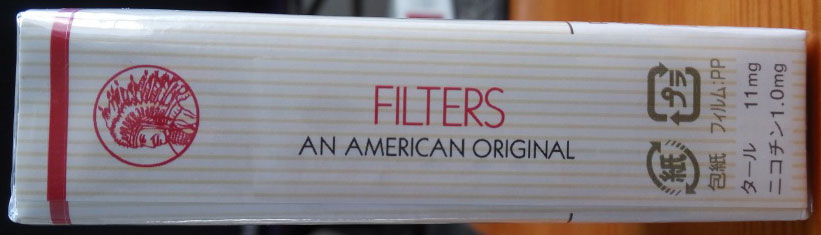 FILTERS
AN AMERICAN ORIGINAL
プラ
フィルム:PP
紙
包紙
タール 11mg
ニコチン1.0mg